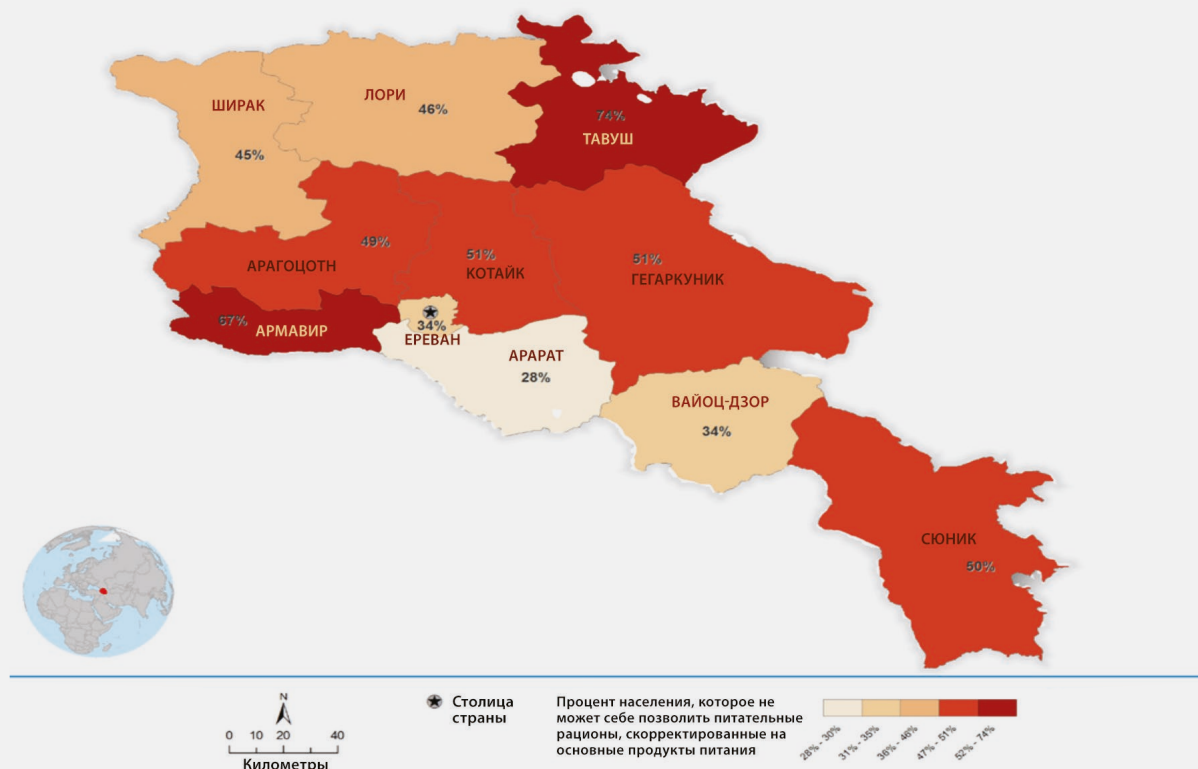 ШИРАК
45%
ЛОРИ
46%
74%
ТАВУШ
49%
АРАГОЦОТН
51%
КОТАЙК
51%
ГЕГАРКУНИК
67%
АРМАВИР
34%
ЕРЕВАН
АРАРАТ
28%
ВАЙОЦ-ДЗОР
34%
СЮНИК
50%
N
0 10 20 40
Километры
Столица
страны
Процент населения, которое не
может себе позволить питательные
рационы, скорректированные на
основные продукты питания
28% - 30%
31% - 35%
36% - 46%
47% - 51%
52% - 74%